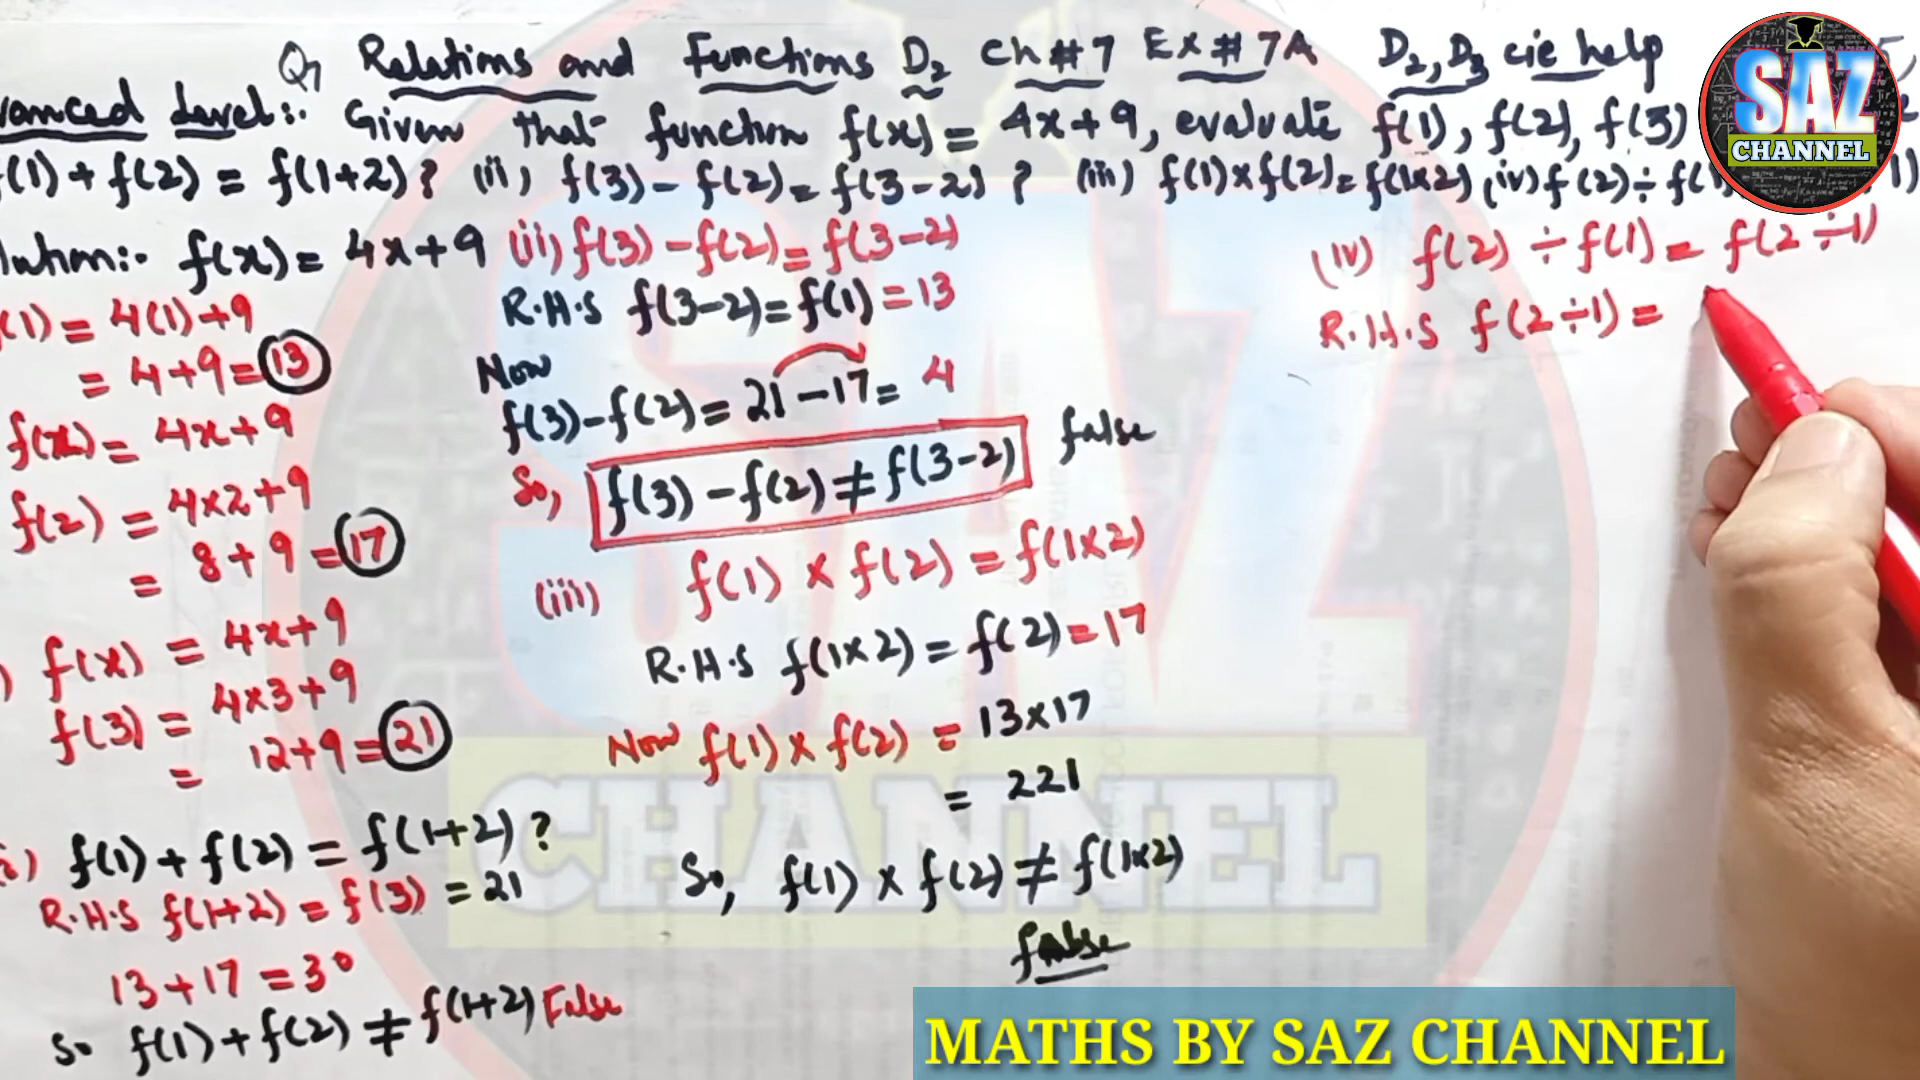 Q7 Relations and Functions D2 Ch # 7 Ex # 7A D2, D3 cie help
vanced Level:- Given that function f(x) = 4x+9, evaluate f(1), f(2), f(3)
(1) + f(2) = f(1+2)? (ii) f(3) - f(2) = f(3-2)? (iii) f(1)×f(2)=f(1×2) (iv) f(2)÷f(1
lution:- f(x) = 4x+9
(1) = 4(1)+9
= 4+9 = 13
f(x) = 4x+9
f(2) = 4×2+9
= 8+9 = 17
) f(x) = 4x+9
f(3) = 4×3+9
= 12+9 = 21
i) f(1) + f(2) = f(1+2)?
R.H.S f(1+2) = f(3) = 21
13+17 = 30
So f(1)+f(2) ≠ f(1+2) False
(ii) f(3) - f(2) = f(3-2)
R.H.S f(3-2) = f(1) = 13
Now
f(3)-f(2) = 21-17 = 4
So, f(3) - f(2) ≠ f(3-2) false
(iii) f(1) × f(2) = f(1×2)
R.H.S f(1×2) = f(2) = 17
Now f(1) × f(2) = 13×17
= 221
So, f(1) × f(2) ≠ f(1×2)
false
(iv) f(2) ÷ f(1) = f(2÷1)
R.H.S f(2÷1) =
SAZ
CHANNEL
SAZ
CHANNEL
MATHS BY SAZ CHANNEL